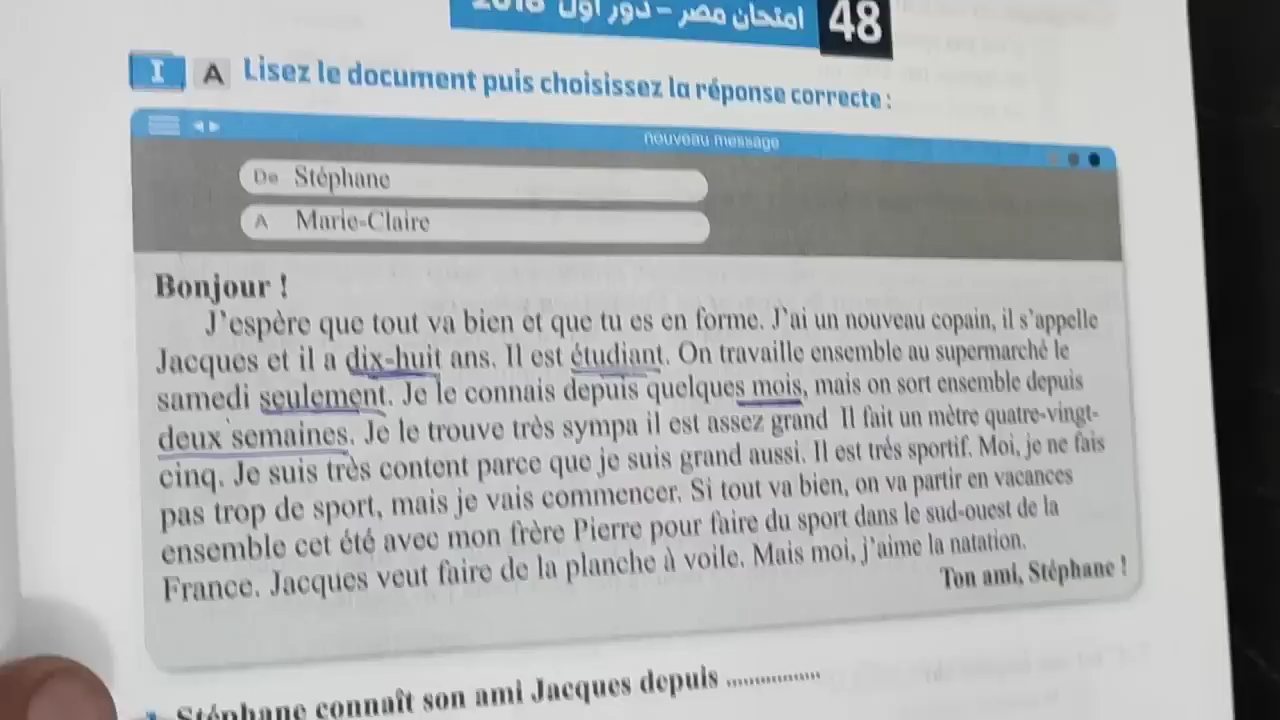 امتحان مصر – دور أول 2018
48
I A Lisez le document puis choisissez la réponse correcte :
nouveau message
De Stéphane
A Marie-Claire
Bonjour !
J'espère que tout va bien et que tu es en forme. J'ai un nouveau copain, il s'appelle
Jacques et il a dix-huit ans. Il est étudiant. On travaille ensemble au supermarché le
samedi seulement. Je le connais depuis quelques mois, mais on sort ensemble depuis
deux semaines. Je le trouve très sympa il est assez grand Il fait un mètre quatre-vingt-
cinq. Je suis très content parce que je suis grand aussi. Il est trés sportif. Moi, je ne fais
pas trop de sport, mais je vais commencer. Si tout va bien, on va partir en vacances
ensemble cet été avec mon frère Pierre pour faire du sport dans le sud-ouest de la
France. Jacques veut faire de la planche à voile. Mais moi, j'aime la natation.
Ton ami, Stéphane !
Stéphane connaît son ami Jacques depuis ................